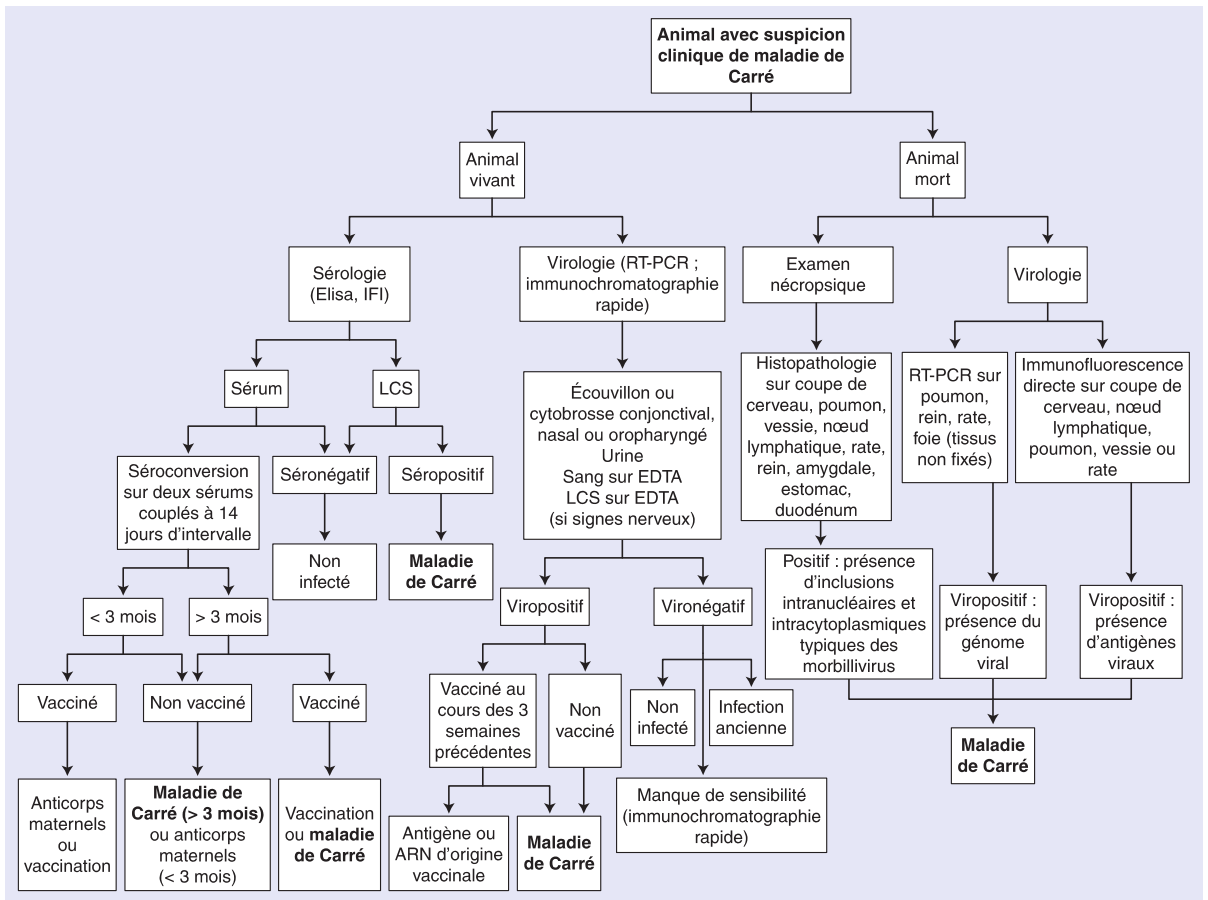 Animal avec suspicion
clinique de maladie de
Carré
Animal
vivant
Animal
mort
Sérologie
(Elisa, IFI)
Virologie (RT-PCR ;
immunochromatographie
rapide)
Examen
nécropsique
Virologie
Sérum
LCS
Écouvillon ou
cytobrosse conjonctival,
nasal ou oropharyngé
Urine
Sang sur EDTA
LCS sur EDTA
(si signes nerveux)
Histopathologie
sur coupe de
cerveau, poumon,
vessie, nœud
lymphatique, rate,
rein, amygdale,
estomac,
duodénum
RT-PCR sur
poumon,
rein, rate,
foie (tissus
non fixés)
Immunofluorescence
directe sur coupe de
cerveau, nœud
lymphatique,
poumon, vessie ou
rate
Séroconversion
sur deux sérums
couplés à 14
jours d'intervalle
Séronégatif
Séropositif
Non
infecté
Maladie
de Carré
< 3 mois
> 3 mois
Viropositif
Vironégatif
Positif : présence
d'inclusions
intranucléaires et
intracytoplasmiques
typiques des
morbillivirus
Viropositif :
présence du
génome
viral
Viropositif :
présence
d'antigènes
viraux
Vacciné
Non vacciné
Vacciné
Vacciné au
cours des 3
semaines
précédentes
Non
vacciné
Non
infecté
Infection
ancienne
Maladie
de Carré
Anticorps
maternels
ou
vaccination
Maladie de
Carré (> 3 mois)
ou anticorps
maternels
(< 3 mois)
Vaccination
ou maladie
de Carré
Antigène ou
ARN d'origine
vaccinale
Maladie
de Carré
Manque de sensibilité
(immunochromatographie
rapide)